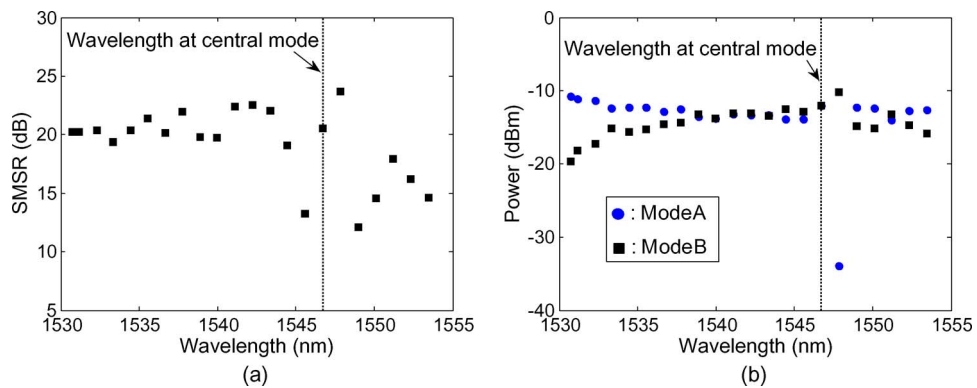 30
25
20
15
10
5
SMSR (dB)
Wavelength at central mode
1530
1535
1540
1545
1550
1555
Wavelength (nm)
(a)
0
-10
-20
-30
-40
Power (dBm)
Wavelength at central mode
: ModeA
: ModeB
1530
1535
1540
1545
1550
1555
Wavelength (nm)
(b)